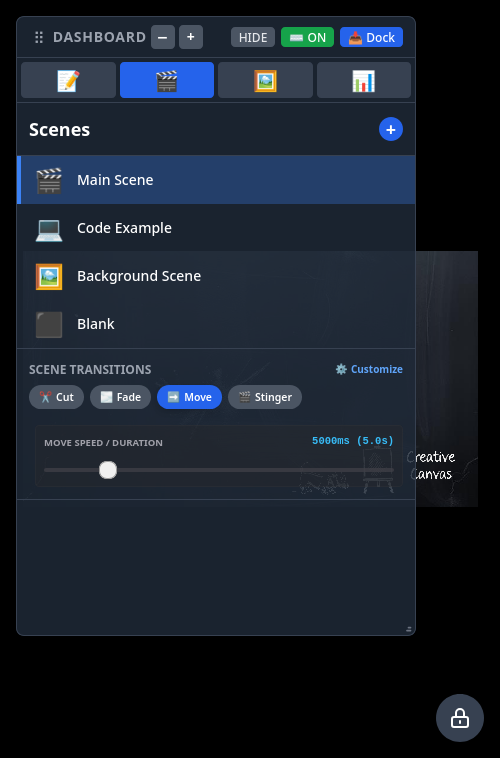 DASHBOARD − + HIDE ON Dock
Scenes +
Main Scene
Code Example
Background Scene
Blank
SCENE TRANSITIONS Customize
Cut Fade Move Stinger
MOVE SPEED / DURATION 5000ms (5.0s)
Creative
Canvas